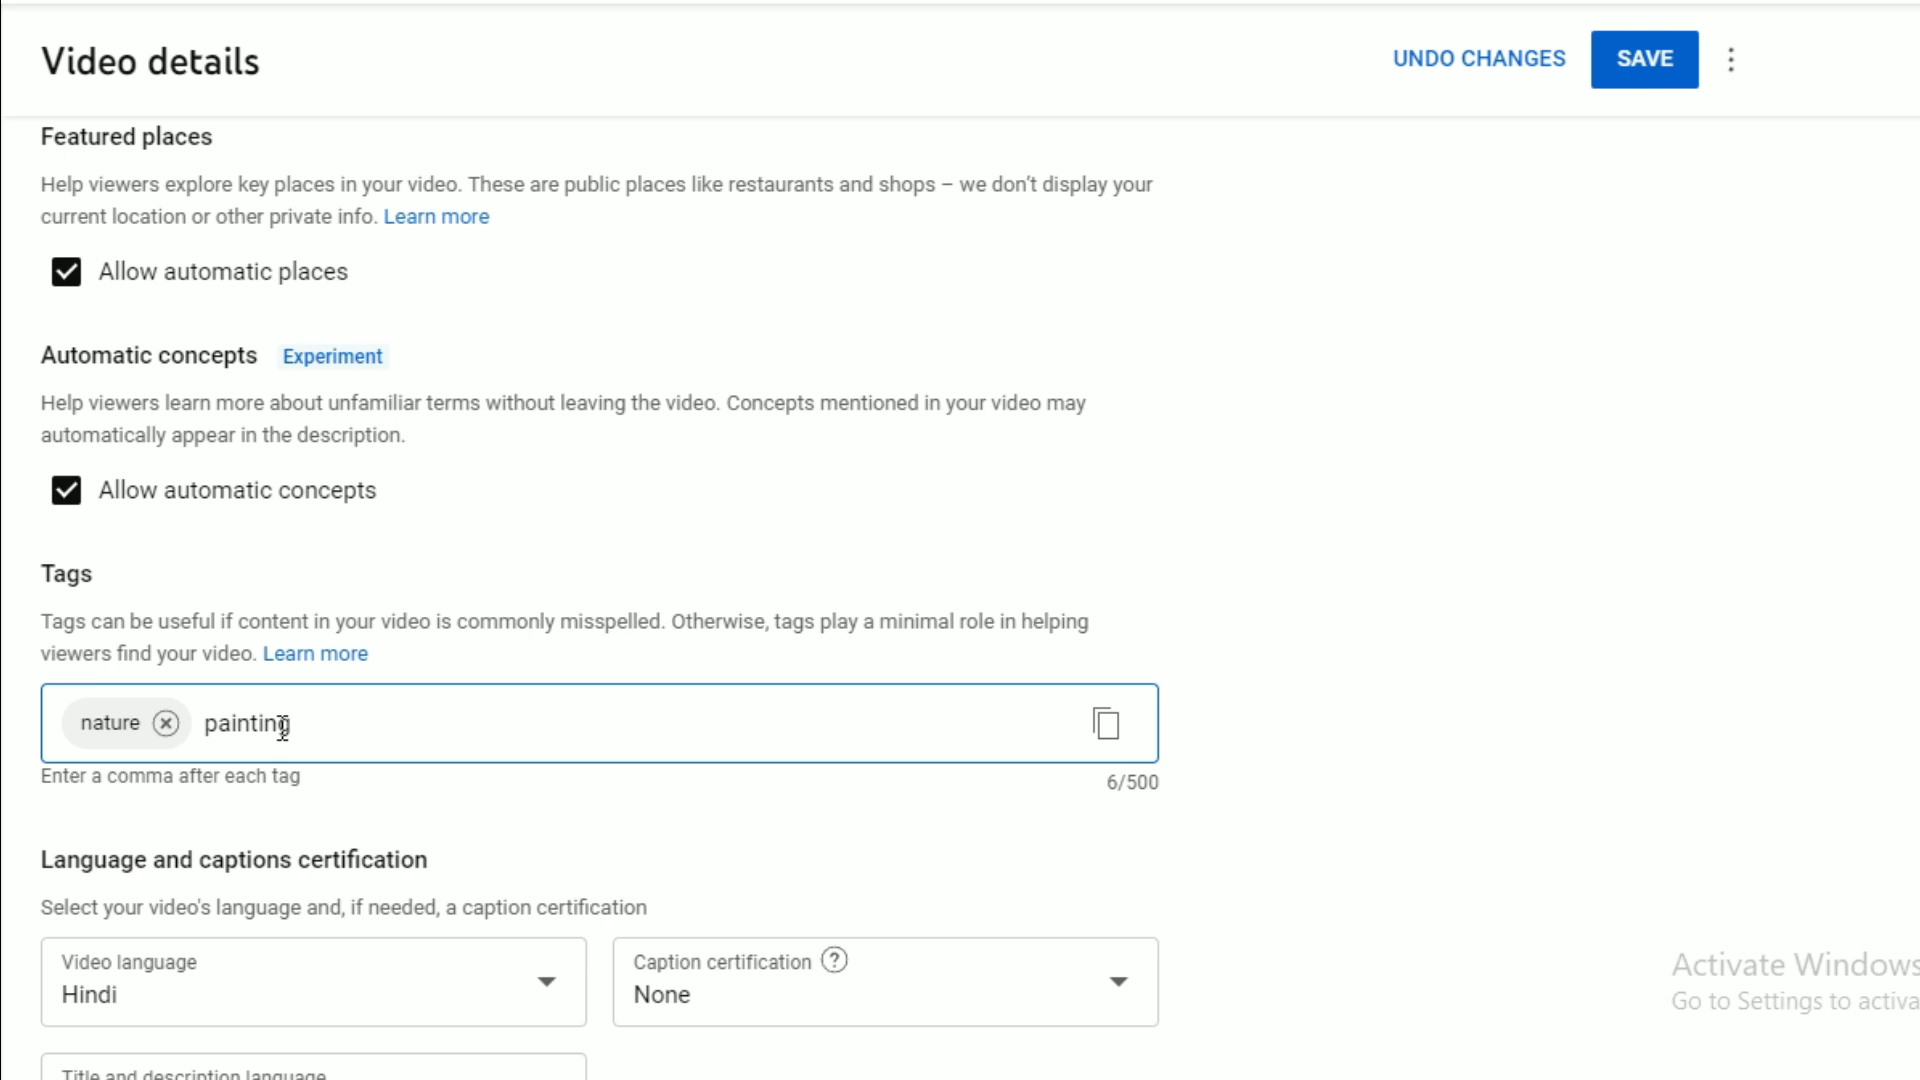 Video details
UNDO CHANGES
SAVE
Featured places
Help viewers explore key places in your video. These are public places like restaurants and shops – we don't display your
current location or other private info. Learn more
Allow automatic places
Automatic concepts Experiment
Help viewers learn more about unfamiliar terms without leaving the video. Concepts mentioned in your video may
automatically appear in the description.
Allow automatic concepts
Tags
Tags can be useful if content in your video is commonly misspelled. Otherwise, tags play a minimal role in helping
viewers find your video. Learn more
nature painting
Enter a comma after each tag
6/500
Language and captions certification
Select your video's language and, if needed, a caption certification
Video language
Hindi
Caption certification
None
Activate Windows
Go to Settings to activa
Title and description language